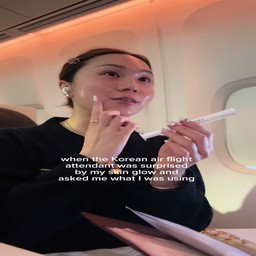 when the Korean air flight
attendant was surprised
by my skin glow and
asked me what I was using